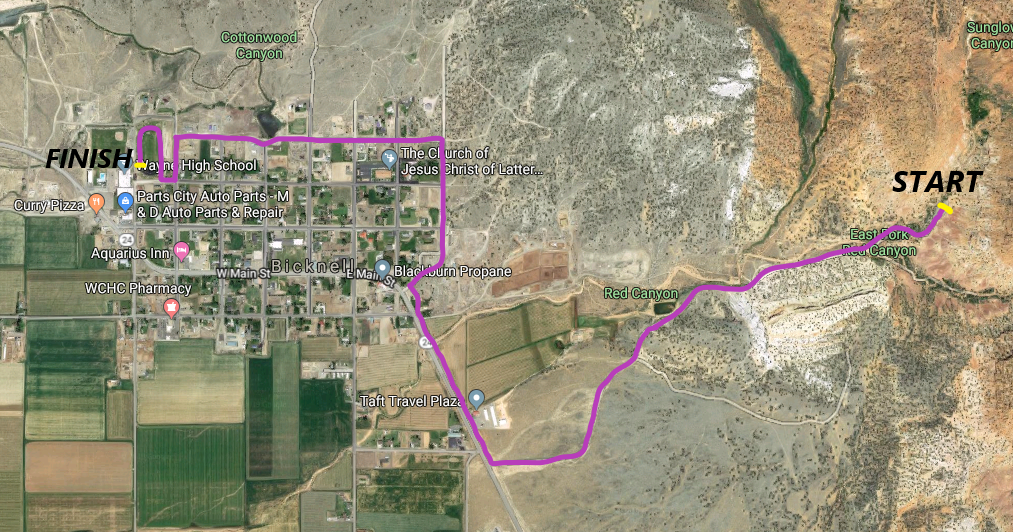 Cottonwood
Canyon
Sunglow
Canyon
FINISH
Wayne High School
The Church of
Jesus Christ of Latter...
START
Curry Pizza
Parts City Auto Parts - M
& D Auto Parts & Repair
24
Aquarius Inn
East Fork
Red Canyon
W Main St
Bicknell
E Main St
Blackburn Propane
WCHC Pharmacy
Red Canyon
Taft Travel Plaza